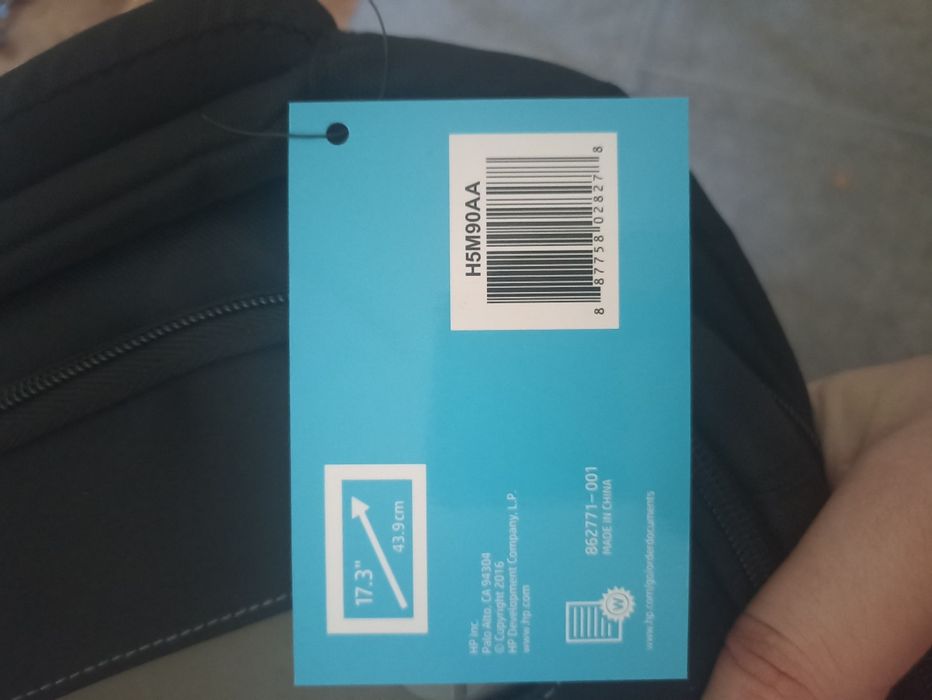 17.3"
43.9cm
HP Inc.
Palo Alto, CA 94304
© Copyright 2016
HP Development Company, L.P.
www.hp.com
W
862771-001
MADE IN CHINA
www.hp.com/go/orderdocuments
H5M90AA
8 87758 02827 8